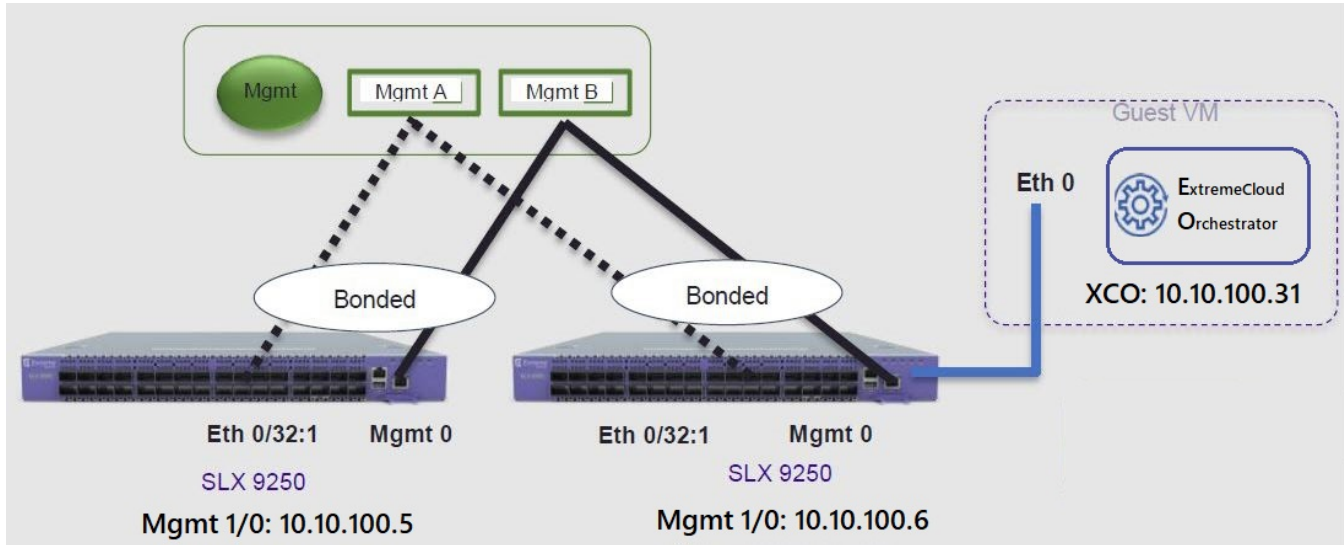 Mgmt
Mgmt A
Mgmt B
Guest VM
Eth 0
ExtremeCloud
Orchestrator
XCO: 10.10.100.31
Bonded
Bonded
Eth 0/32:1
Mgmt 0
Eth 0/32:1
Mgmt 0
SLX 9250
SLX 9250
Mgmt 1/0: 10.10.100.5
Mgmt 1/0: 10.10.100.6